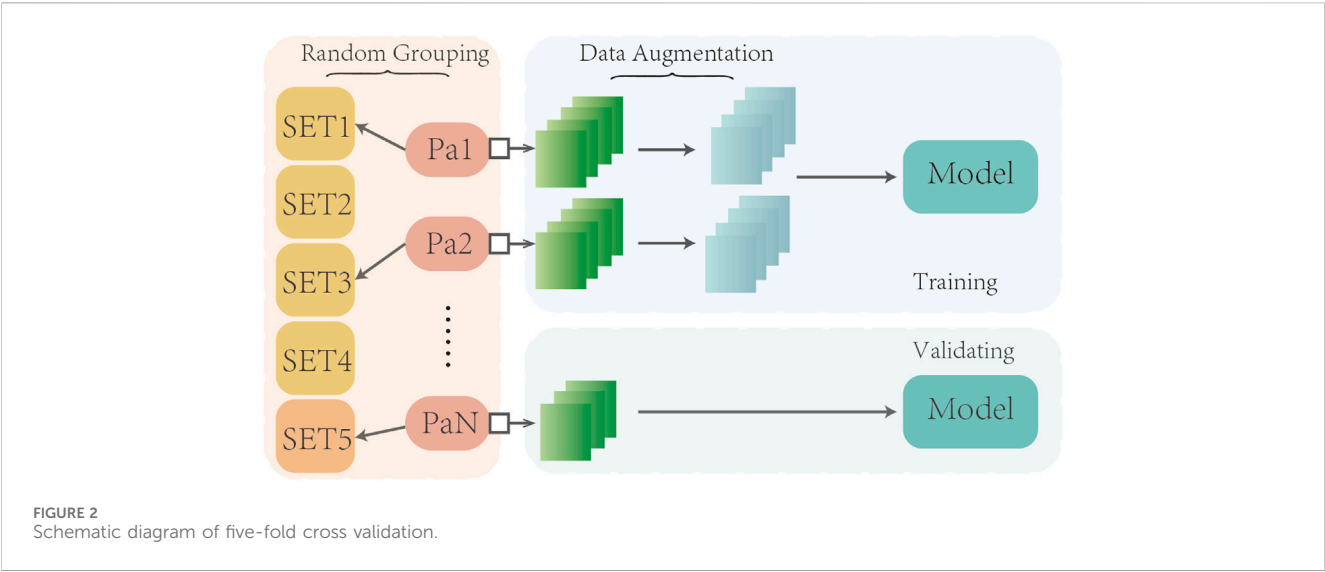 Random Grouping
Data Augmentation
SET1
Pa1
Model
SET2
Pa2
SET3
Training
SET4
Validating
SET5
PaN
Model
FIGURE 2
Schematic diagram of five-fold cross validation.